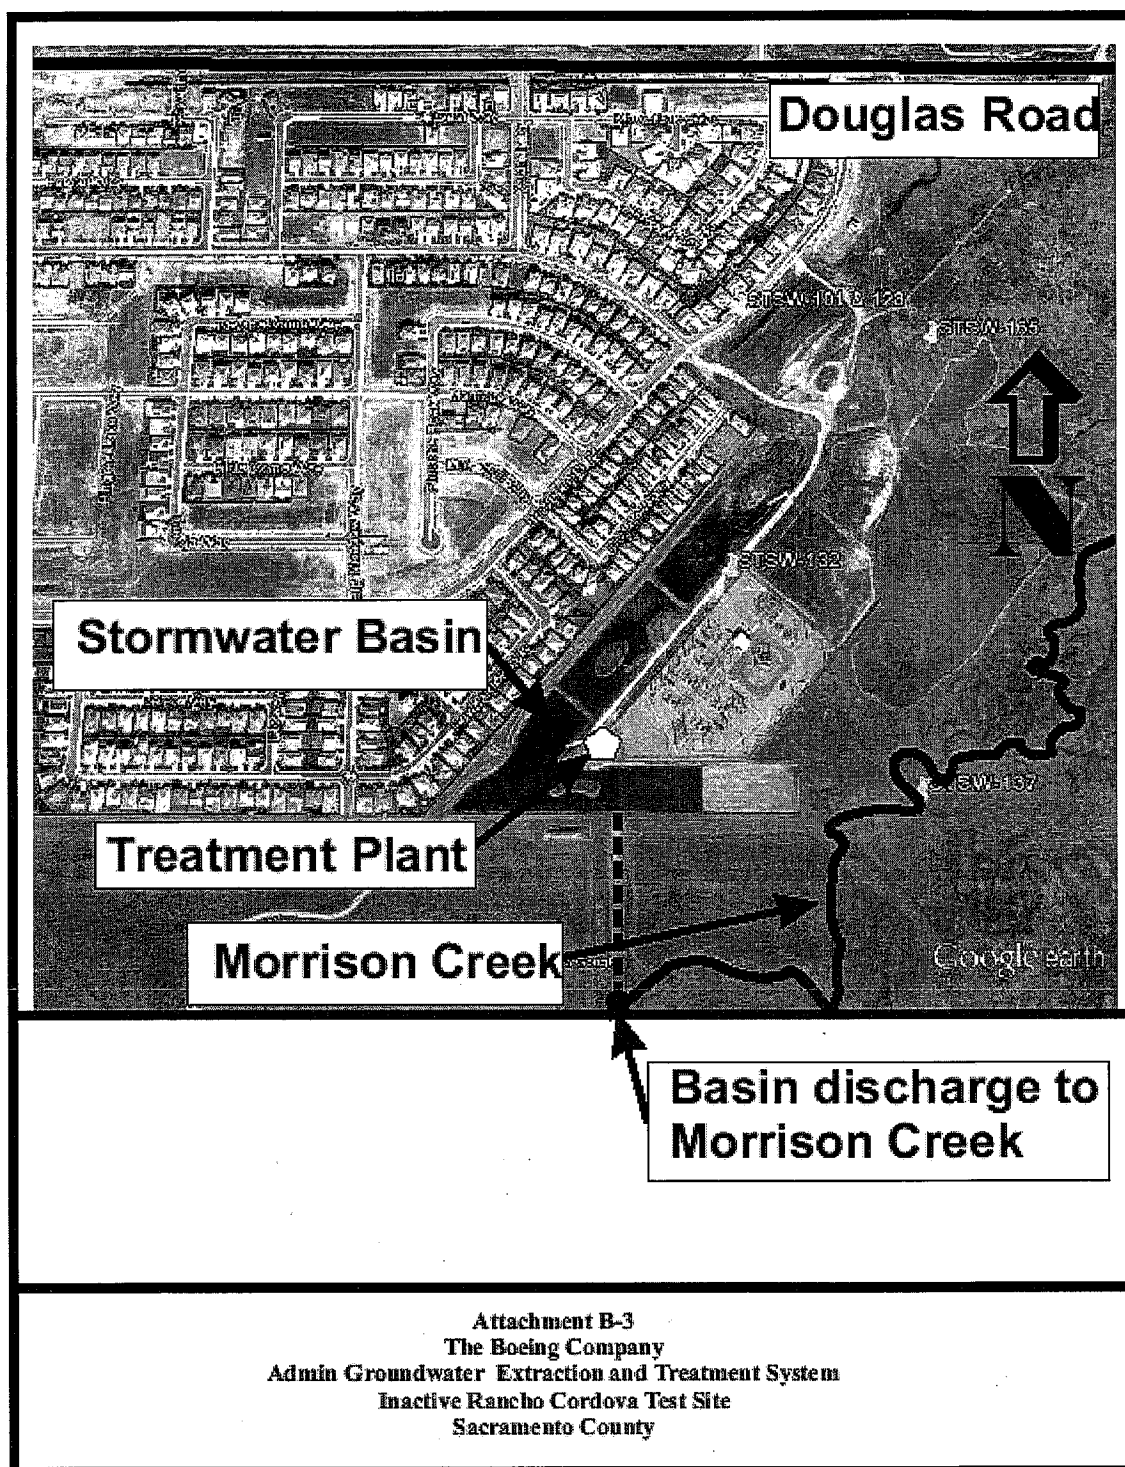 Douglas Road
STSW-101 & 129
STSW-165
N
STSW-132
Stormwater Basin
STSW-137
Treatment Plant
Morrison Creek
Google earth
Basin discharge to
Morrison Creek
Attachment B-3
The Boeing Company
Admin Groundwater Extraction and Treatment System
Inactive Rancho Cordova Test Site
Sacramento County